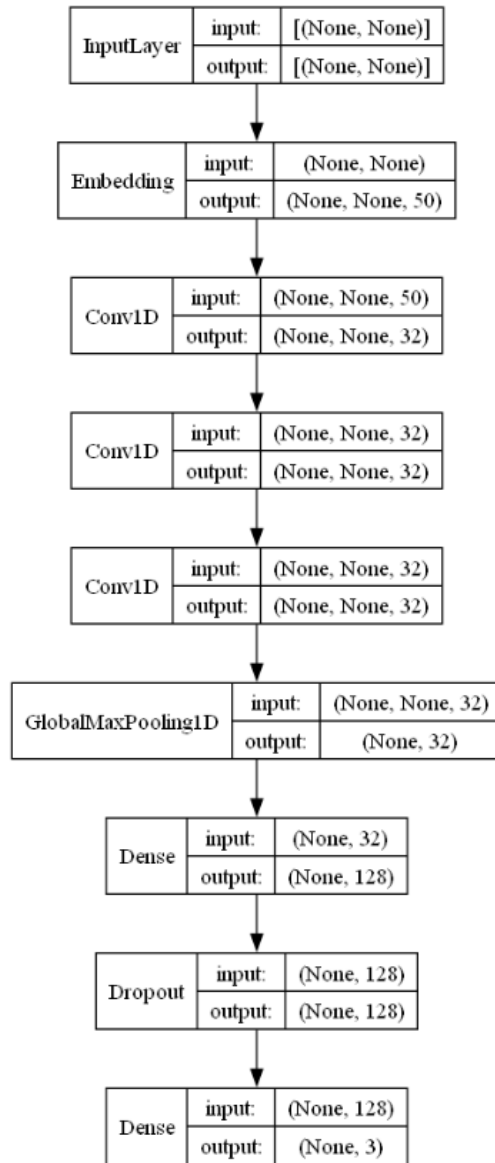 InputLayer
input: [(None, None)]
output: [(None, None)]
Embedding
input: (None, None)
output: (None, None, 50)
Conv1D
input: (None, None, 50)
output: (None, None, 32)
Conv1D
input: (None, None, 32)
output: (None, None, 32)
Conv1D
input: (None, None, 32)
output: (None, None, 32)
GlobalMaxPooling1D
input: (None, None, 32)
output: (None, 32)
Dense
input: (None, 32)
output: (None, 128)
Dropout
input: (None, 128)
output: (None, 128)
Dense
input: (None, 128)
output: (None, 3)